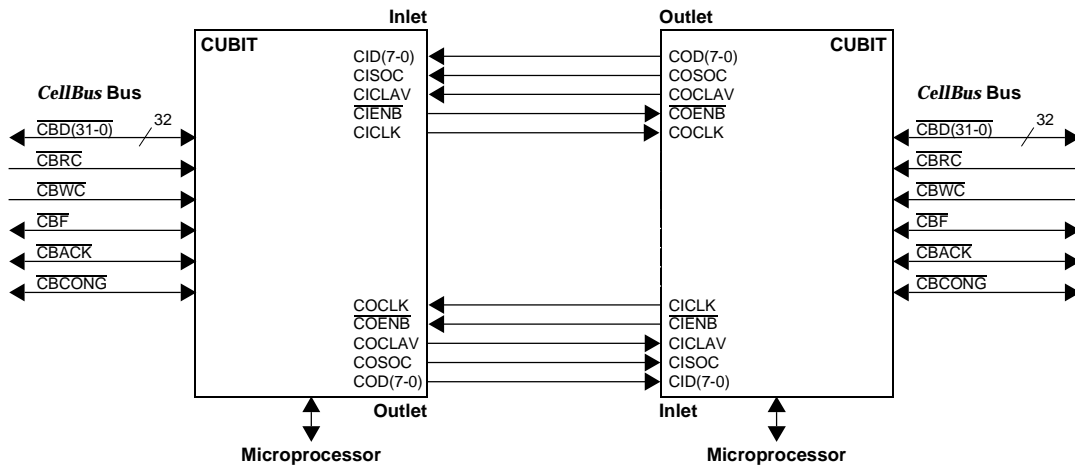 Inlet
Outlet
CUBIT
CUBIT
CID(7-0)
CISOC
CICLAV
CIENB
CICLK
COD(7-0)
COSOC
COCLAV
COENB
COCLK
CellBus Bus
CBD(31-0)
32
CBRC
CBWC
CBF
CBACK
CBCONG
CellBus Bus
CBD(31-0)
32
CBRC
CBWC
CBF
CBACK
CBCONG
COCLK
COENB
COCLAV
COSOC
COD(7-0)
CICLK
CIENB
CICLAV
CISOC
CID(7-0)
Outlet
Inlet
Microprocessor
Microprocessor